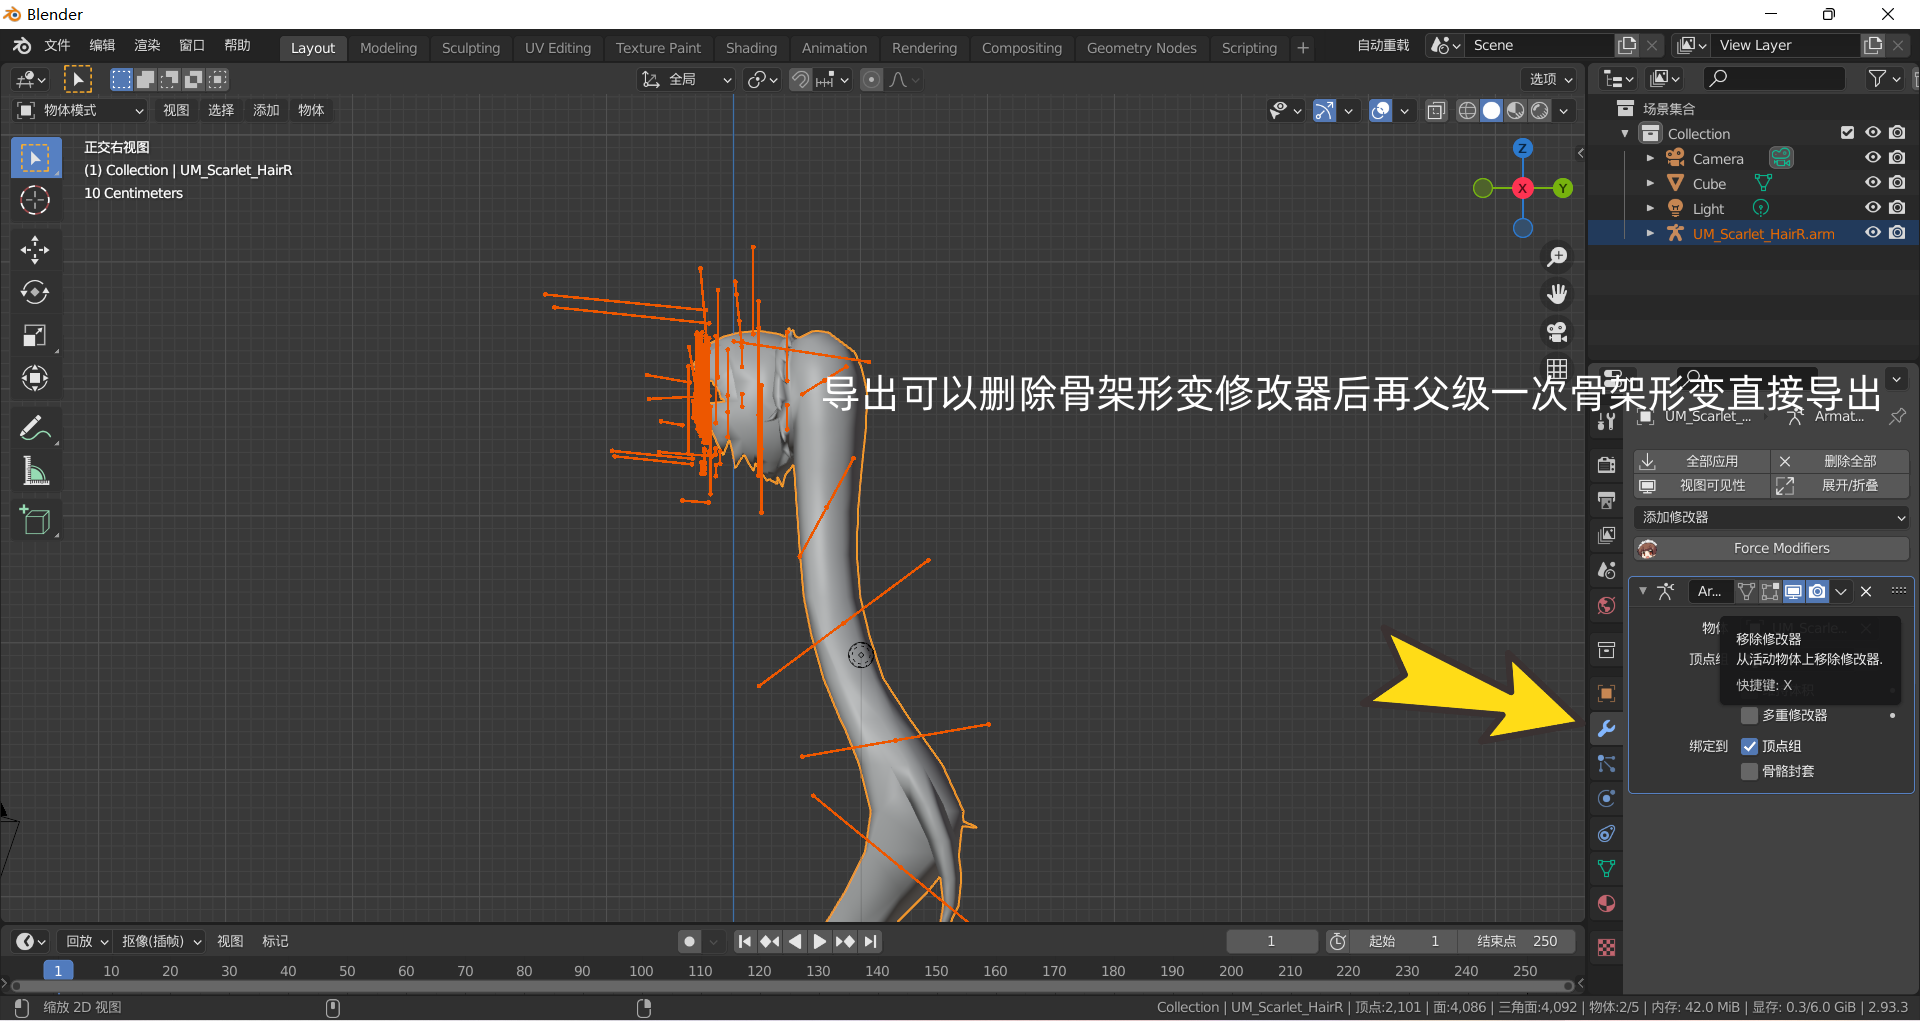 Blender
文件 编辑 渲染 窗口 帮助 Layout Modeling Sculpting UV Editing Texture Paint Shading Animation Rendering Compositing Geometry Nodes Scripting + 自动重载 Scene View Layer
全局 选项
物体模式 视图 选择 添加 物体
正交右视图
(1) Collection | UM_Scarlet_HairR
10 Centimeters
Z
X
Y
场景集合
Collection
Camera
Cube
Light
UM_Scarlet_HairR.arm
导出可以删除骨架形变修改器后再父级一次骨架形变直接导出
UM_Scarlet_... Armat...
全部应用 删除全部
视图可见性 展开/折叠
添加修改器
Force Modifiers
Ar...
移除修改器
从活动物体上移除修改器.
快捷键: X
多重修改器
绑定到 顶点组
骨骼封套
回放 抠像(插帧) 视图 标记 1 起始 1 结束点 250
1 10 20 30 40 50 60 70 80 90 100 110 120 130 140 150 160 170 180 190 200 210 220 230 240 250
缩放 2D 视图
Collection | UM_Scarlet_HairR | 顶点:2,101 | 面:4,086 | 三角面:4,092 | 物体:2/5 | 内存: 42.0 MiB | 显存: 0.3/6.0 GiB | 2.93.3